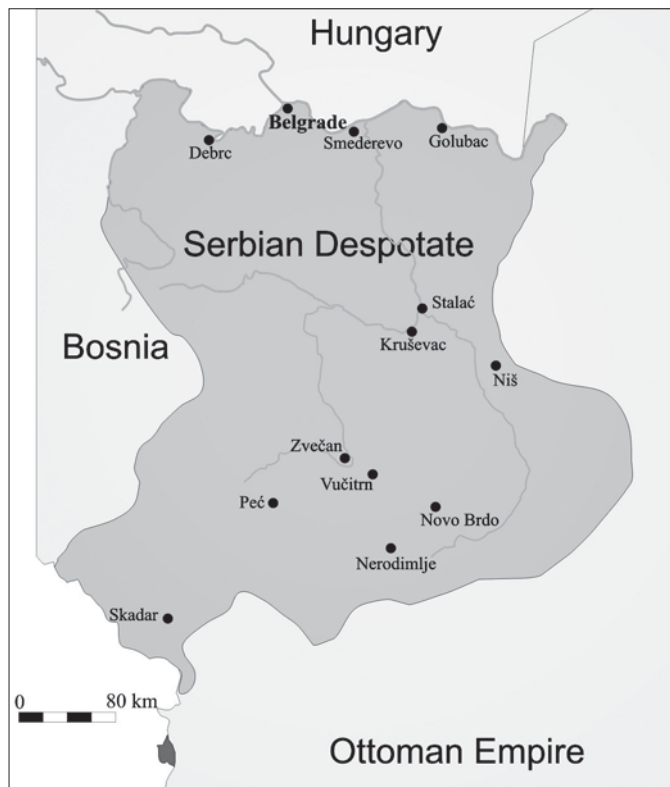 Hungary
Belgrade
Debrc
Smederevo
Golubac
Serbian Despotate
Stalać
Bosnia
Kruševac
Niš
Zvečan
Vučitrn
Peć
Novo Brdo
Nerodimlje
Skadar
0 80 km
Ottoman Empire